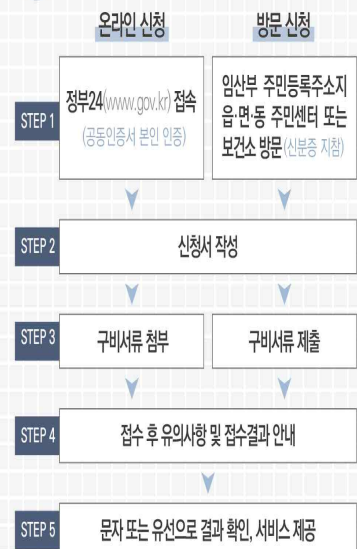 온라인 신청
방문 신청
STEP 1
정부24(www.gov.kr) 접속
(공동인증서 본인 인증)
임산부 주민등록주소지
읍·면·동 주민센터 또는
보건소 방문(신분증 지참)
STEP 2
신청서 작성
STEP 3
구비서류 첨부
구비서류 제출
STEP 4
접수 후 유의사항 및 접수결과 안내
STEP 5
문자 또는 유선으로 결과 확인, 서비스 제공